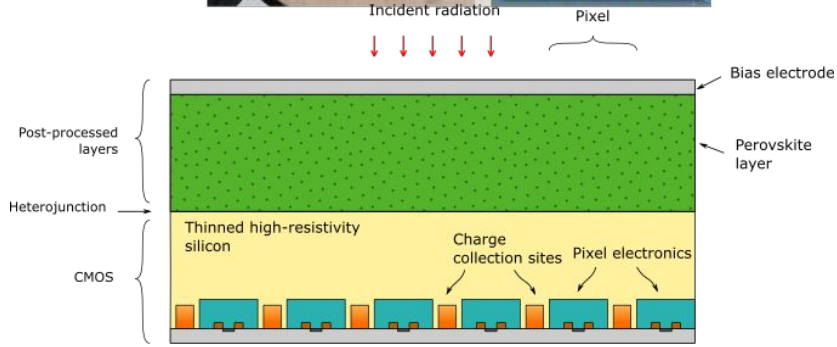 Incident radiation
Pixel
Bias electrode
Post-processed
layers
Perovskite
layer
Heterojunction
Thinned high-resistivity
silicon
Charge
collection sites
Pixel electronics
CMOS